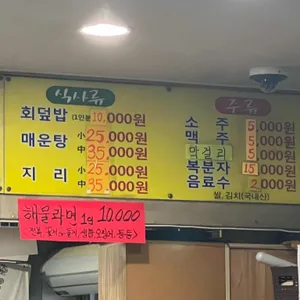 식사류
회덮밥 (1인분) 10,000원
매운탕 小 25,000원
中 35,000원
지리 小 25,000원
中 35,000원
주류
소주 5,000원
맥주 5,000원
막걸리 5,000원
복분자 15,000원
음료수 2,000원
쌀, 김치(국내산)
해물라면 1인 10,000